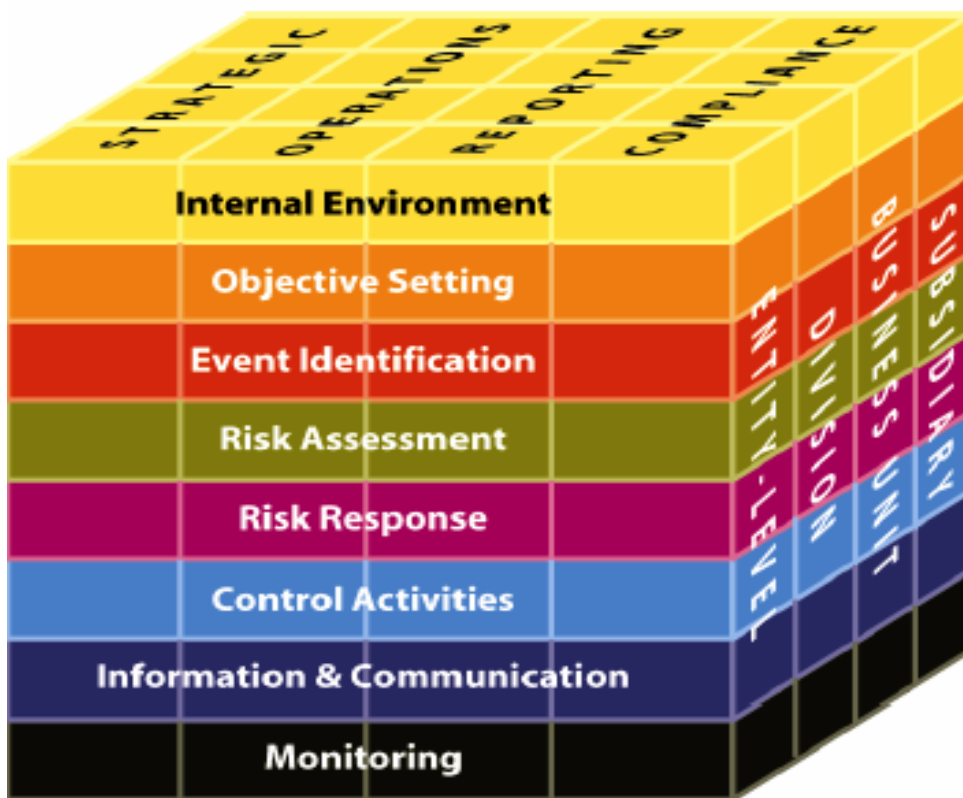 STRATEGIC
OPERATIONS
REPORTING
COMPLIANCE
Internal Environment
Objective Setting
Event Identification
Risk Assessment
Risk Response
Control Activities
Information & Communication
Monitoring
ENTITY-LEVEL
DIVISION
BUSINESS UNIT
SUBSIDIARY